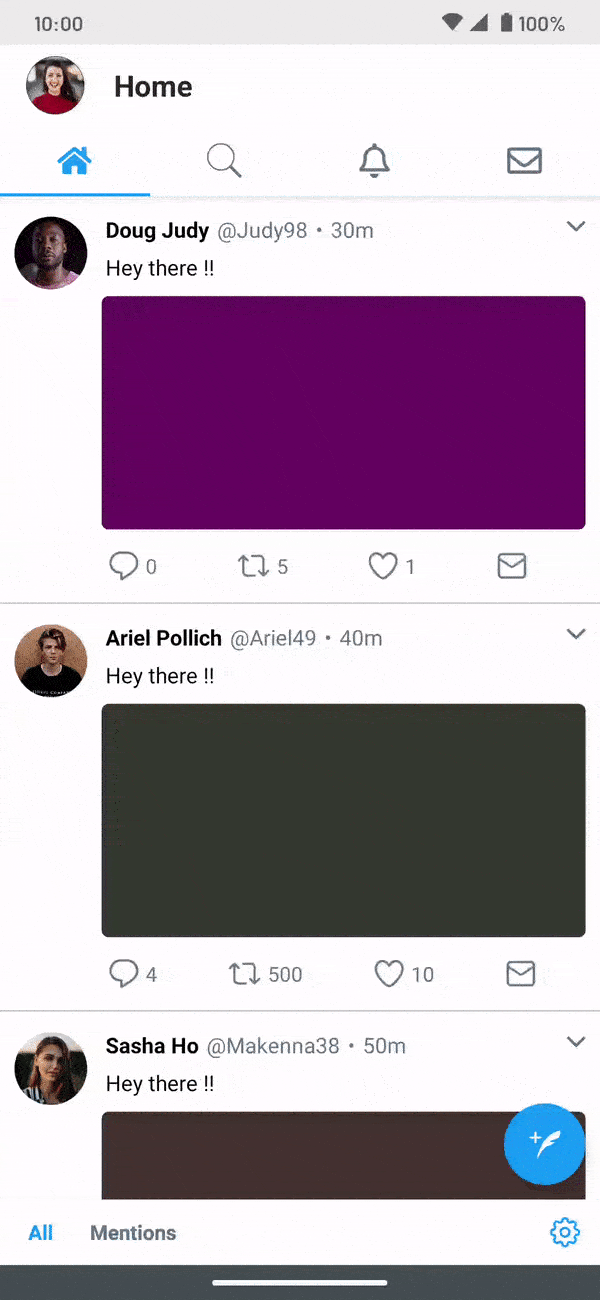 10:00 100%
Home
Doug Judy @Judy98 • 30m
Hey there !!
0 5 1
Ariel Pollich @Ariel49 • 40m
Hey there !!
4 500 10
Sasha Ho @Makenna38 • 50m
Hey there !!
All Mentions